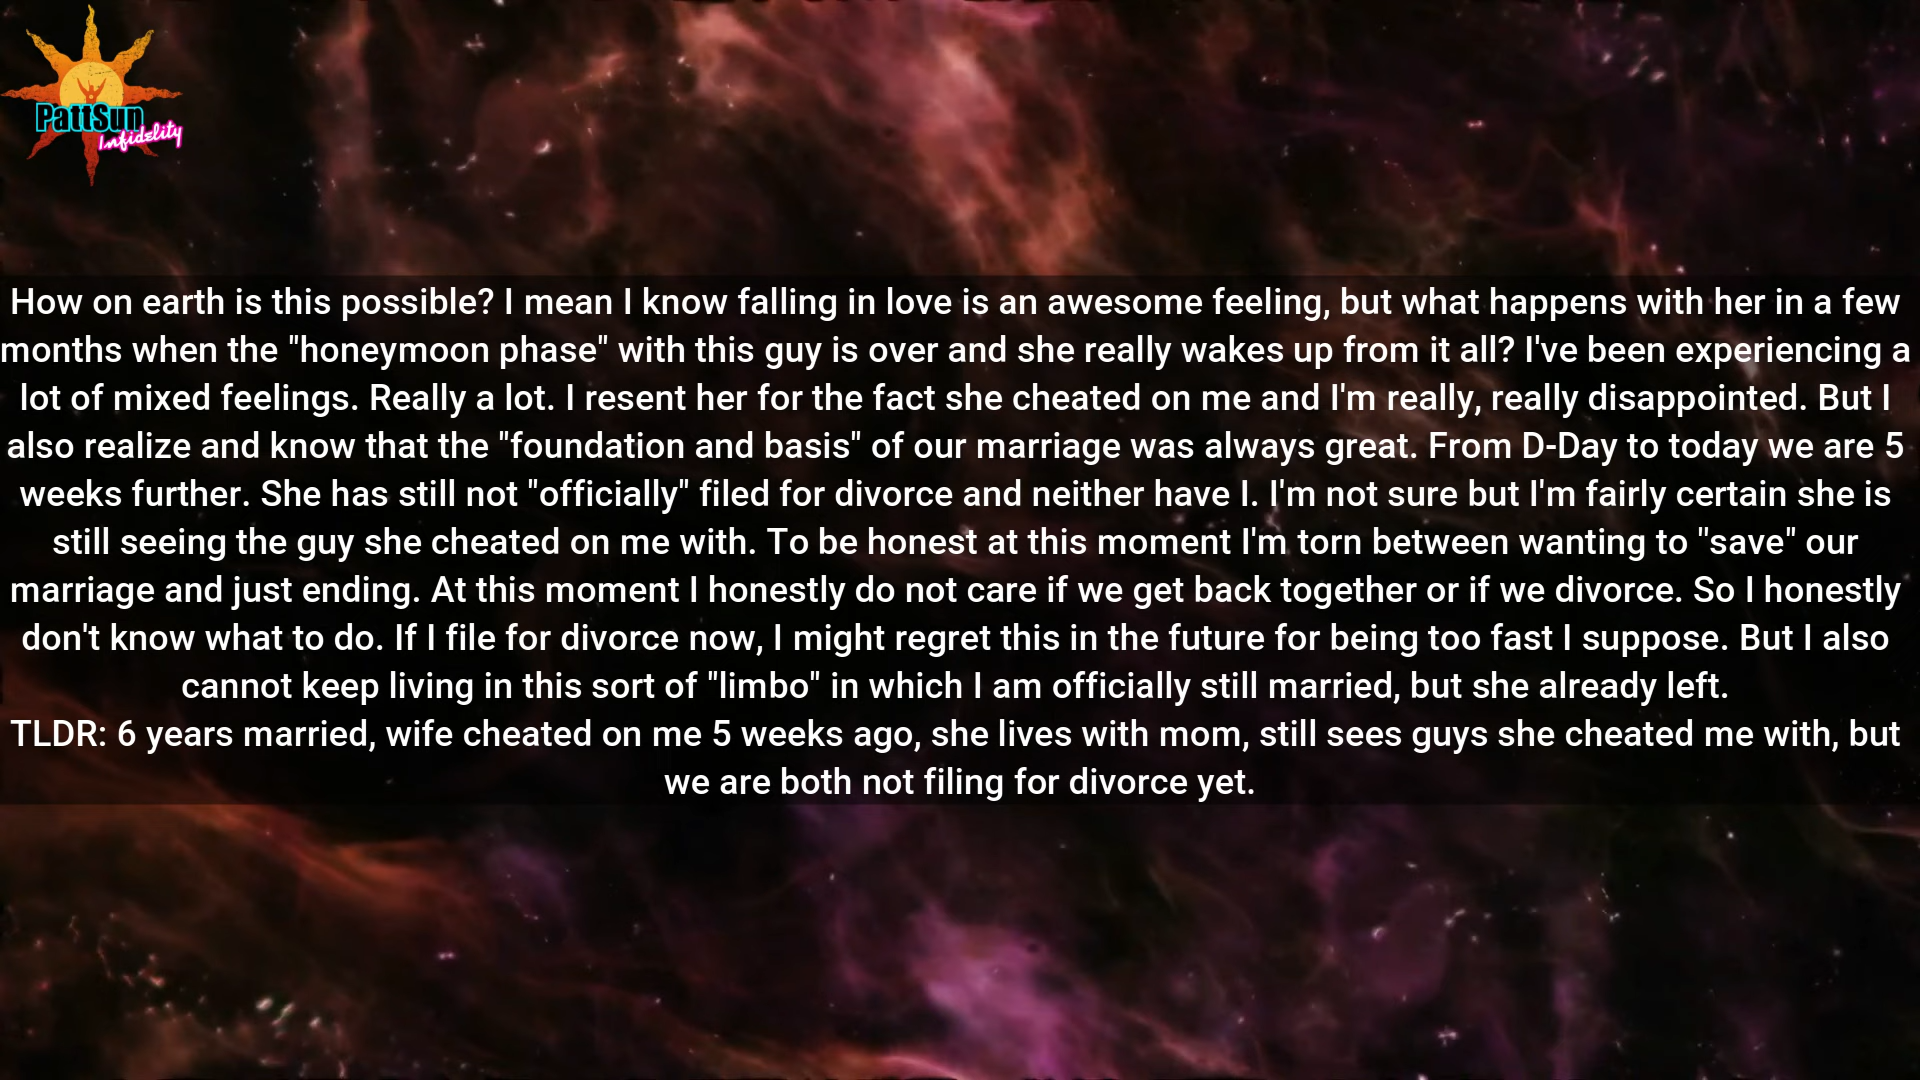 PattSun
Infidelity
How on earth is this possible? I mean I know falling in love is an awesome feeling, but what happens with her in a few
months when the "honeymoon phase" with this guy is over and she really wakes up from it all? I've been experiencing a
lot of mixed feelings. Really a lot. I resent her for the fact she cheated on me and I'm really, really disappointed. But I
also realize and know that the "foundation and basis" of our marriage was always great. From D-Day to today we are 5
weeks further. She has still not "officially" filed for divorce and neither have I. I'm not sure but I'm fairly certain she is
still seeing the guy she cheated on me with. To be honest at this moment I'm torn between wanting to "save" our
marriage and just ending. At this moment I honestly do not care if we get back together or if we divorce. So I honestly
don't know what to do. If I file for divorce now, I might regret this in the future for being too fast I suppose. But I also
cannot keep living in this sort of "limbo" in which I am officially still married, but she already left.
TLDR: 6 years married, wife cheated on me 5 weeks ago, she lives with mom, still sees guys she cheated me with, but
we are both not filing for divorce yet.